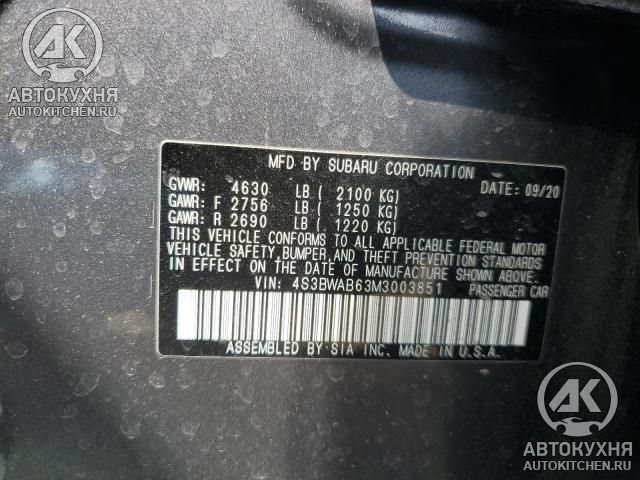 AK
АВТОКУХНЯ
AUTOKITCHEN.RU
MFD BY SUBARU CORPORATION
GVWR: 4630 LB ( 2100 KG) DATE: 09/20
GAWR: F 2756 LB ( 1250 KG)
GAWR: R 2690 LB ( 1220 KG)
THIS VEHICLE CONFORMS TO ALL APPLICABLE FEDERAL MOTOR
VEHICLE SAFETY, BUMPER, AND THEFT PREVENTION STANDARDS
IN EFFECT ON THE DATE OF MANUFACTURE SHOWN ABOVE.
VIN: 4S3BWAB63M3003851 PASSENGER CAR
ASSEMBLED BY SIA INC. MADE IN U.S.A.
AK
АВТОКУХНЯ
AUTOKITCHEN.RU